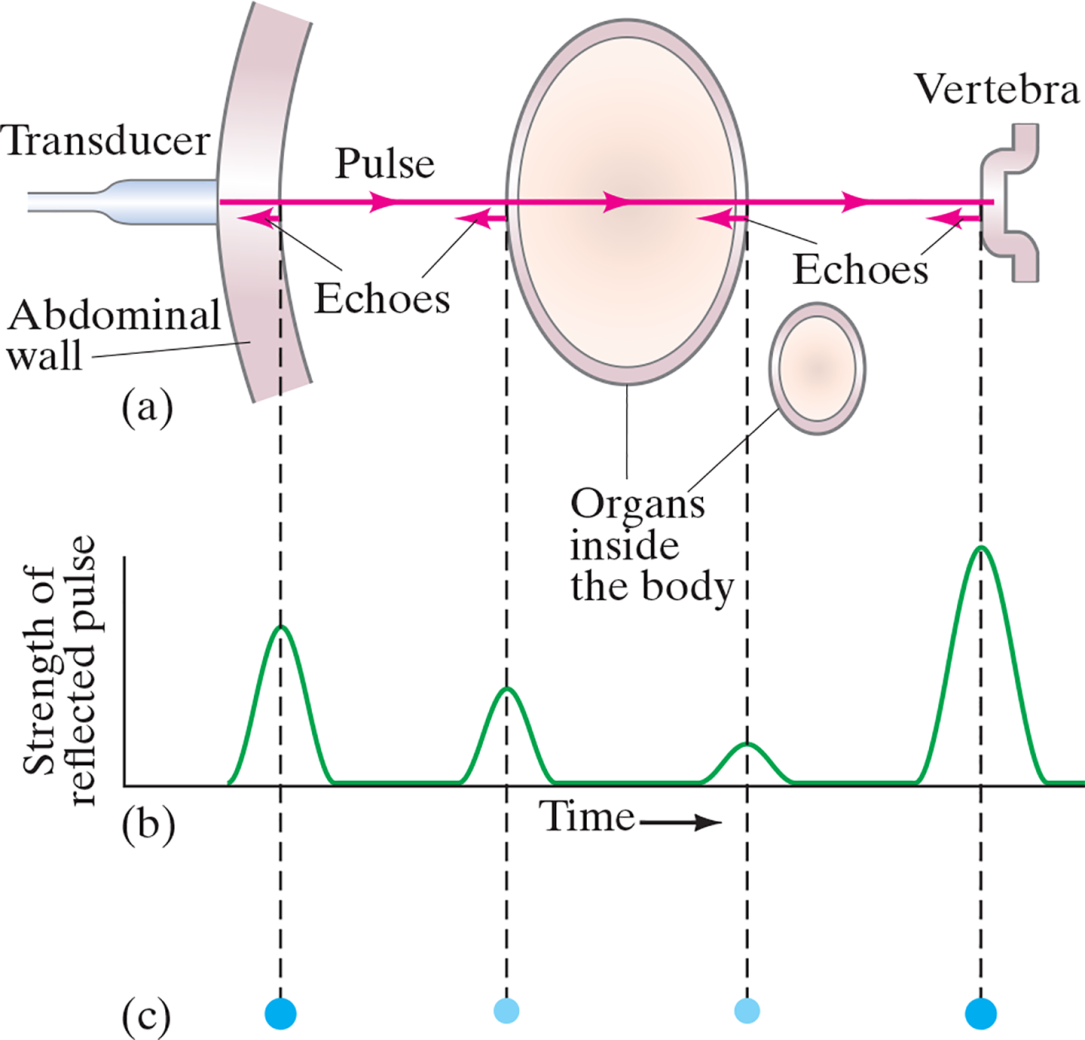 Vertebra
Transducer
Pulse
Echoes
Echoes
Abdominal
wall
(a)
Organs
inside
the body
Strength of
reflected pulse
(b)
Time
(c)